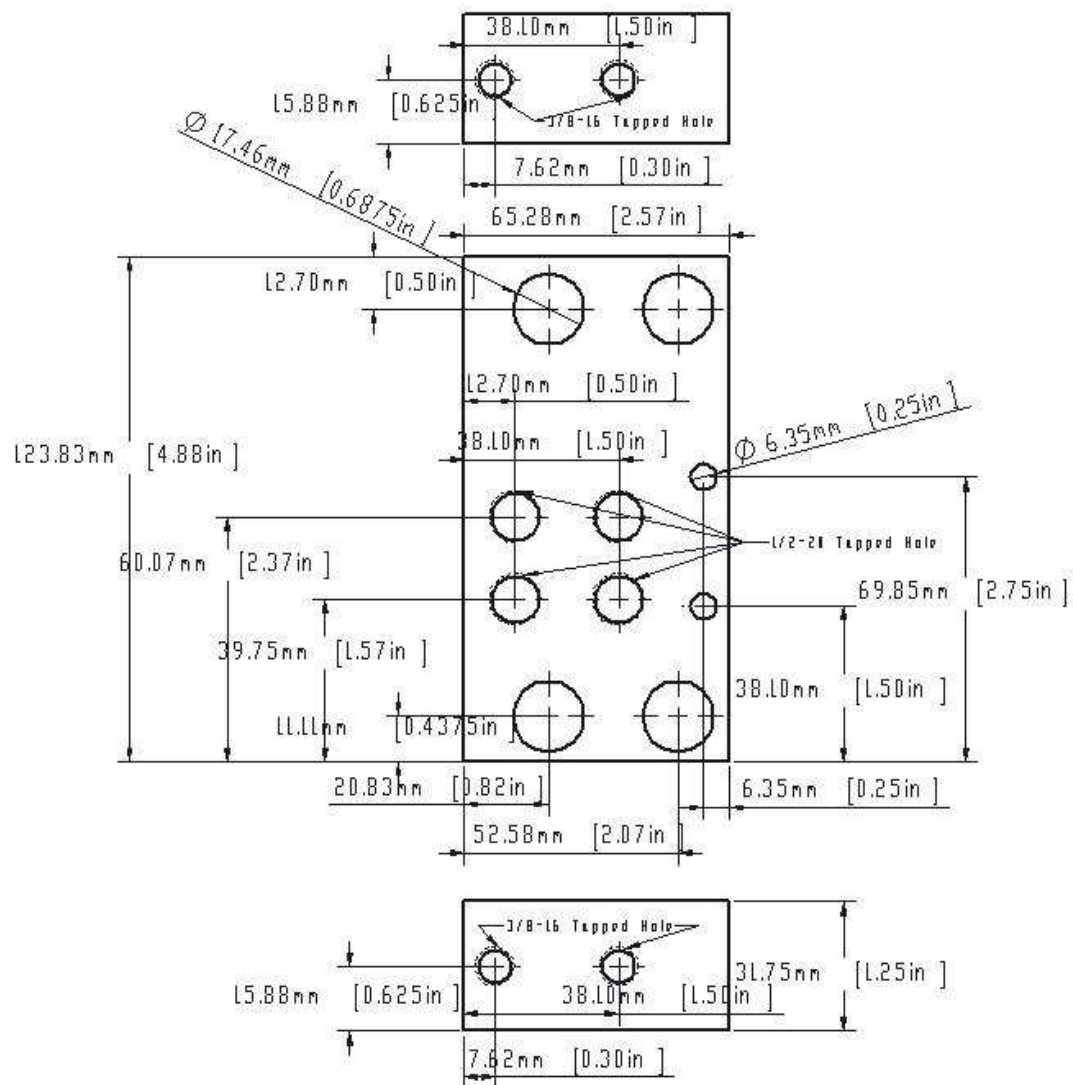 38.10mm [1.50in ]
15.88mm [0.625in
3/8-16 Tapped Hole
Ø 17.46mm [0.6875in]
7.62mm [0.30in ]
65.28mm [2.57in ]
12.70mm [0.50in ]
12.70mm [0.50in ]
Ø 6.35mm [0.25in ]
38.10mm [1.50in ]
123.83mm [4.88in ]
1/2-20 Tapped Hole
60.07mm [2.37in ]
69.85mm [2.75in ]
39.75mm [1.57in ]
38.10mm [1.50in ]
11.11mm [0.4375in ]
20.83mm [0.82in ]
6.35mm [0.25in ]
52.58mm [2.07in ]
3/8-16 Tapped Hole
31.75mm [1.25in ]
15.88mm [0.625in ]
38.10mm [1.50in ]
7.62mm [0.30in ]